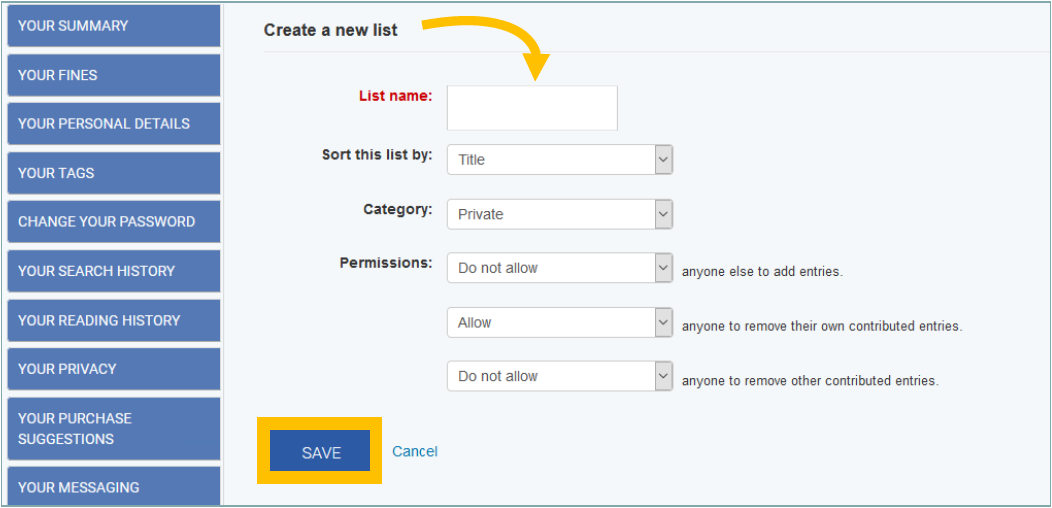 YOUR SUMMARY
YOUR FINES
YOUR PERSONAL DETAILS
YOUR TAGS
CHANGE YOUR PASSWORD
YOUR SEARCH HISTORY
YOUR READING HISTORY
YOUR PRIVACY
YOUR PURCHASE
SUGGESTIONS
YOUR MESSAGING
Create a new list
List name:
Sort this list by: Title
Category: Private
Permissions: Do not allow anyone else to add entries.
Allow anyone to remove their own contributed entries.
Do not allow anyone to remove other contributed entries.
SAVE Cancel